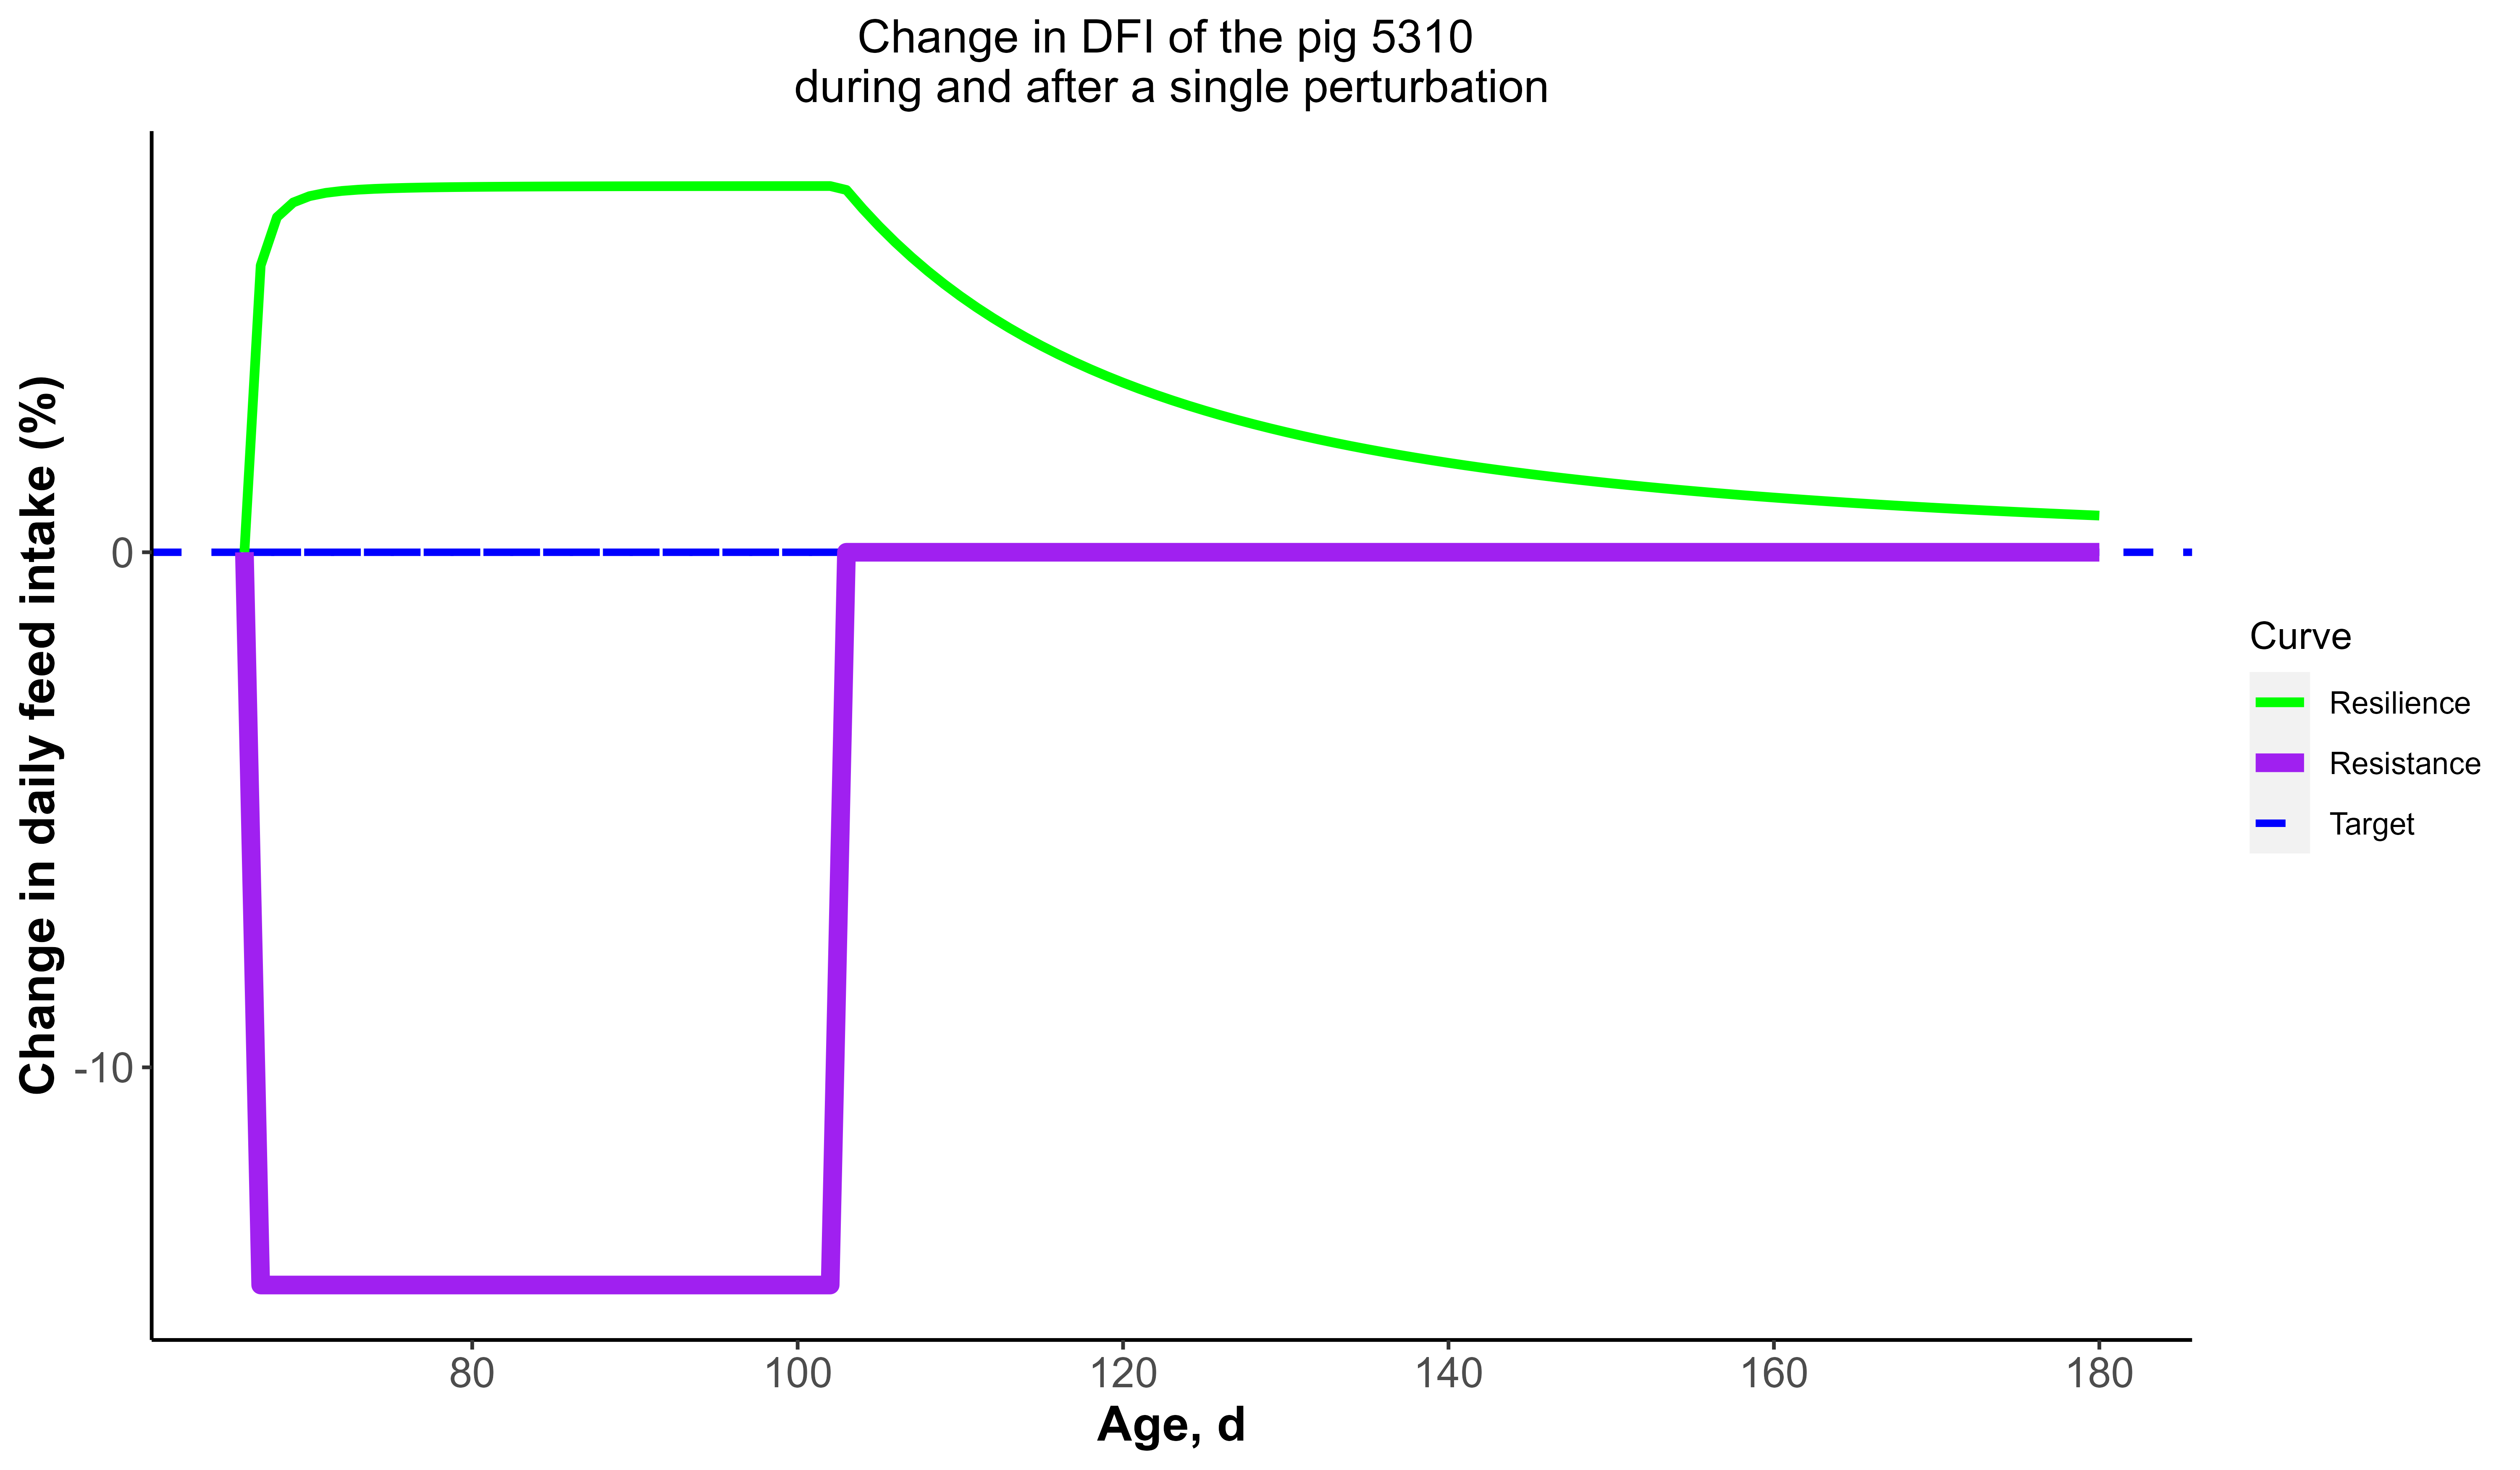 Change in DFI of the pig 5310
during and after a single perturbation
Change in daily feed intake (%)
0
-10
80
100
120
140
160
180
Age, d
Curve
Resilience
Resistance
Target